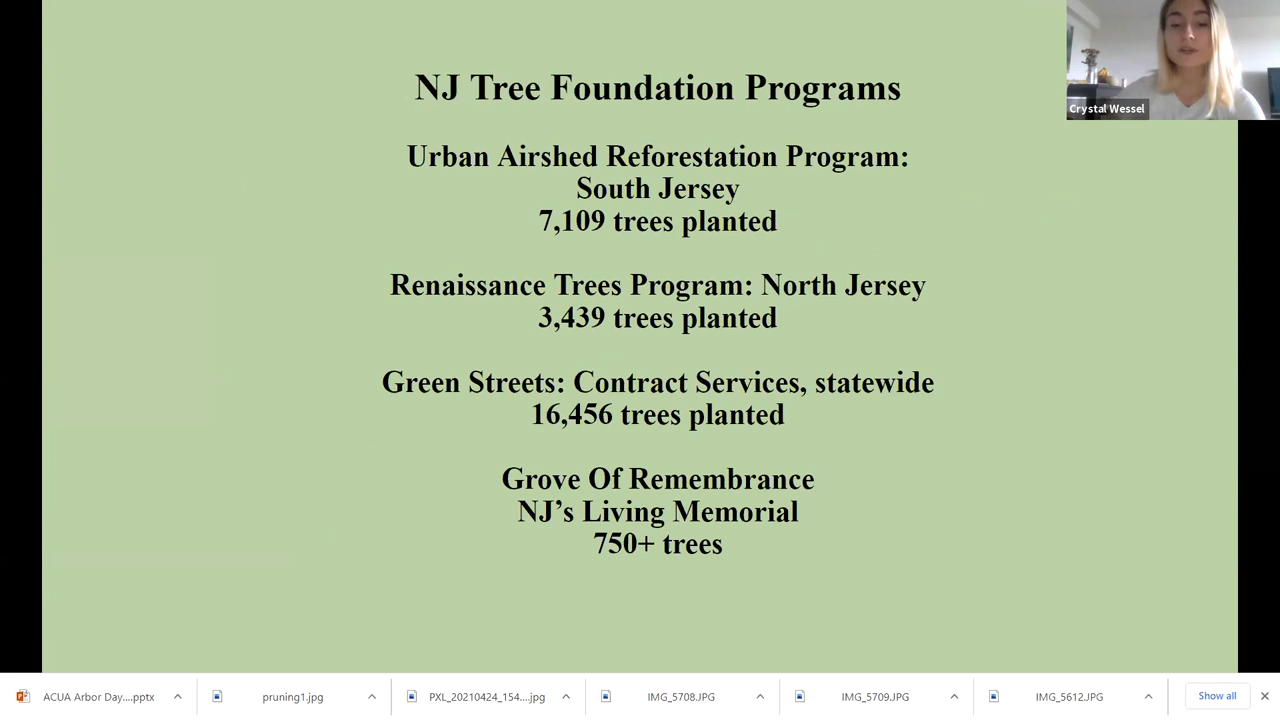 NJ Tree Foundation Programs
Crystal Wessel
Urban Airshed Reforestation Program:
South Jersey
7,109 trees planted
Renaissance Trees Program: North Jersey
3,439 trees planted
Green Streets: Contract Services, statewide
16,456 trees planted
Grove Of Remembrance
NJ’s Living Memorial
750+ trees
ACUA Arbor Day....pptx
pruning1.jpg
PXL_20210424_154....jpg
IMG_5708.JPG
IMG_5709.JPG
IMG_5612.JPG
Show all